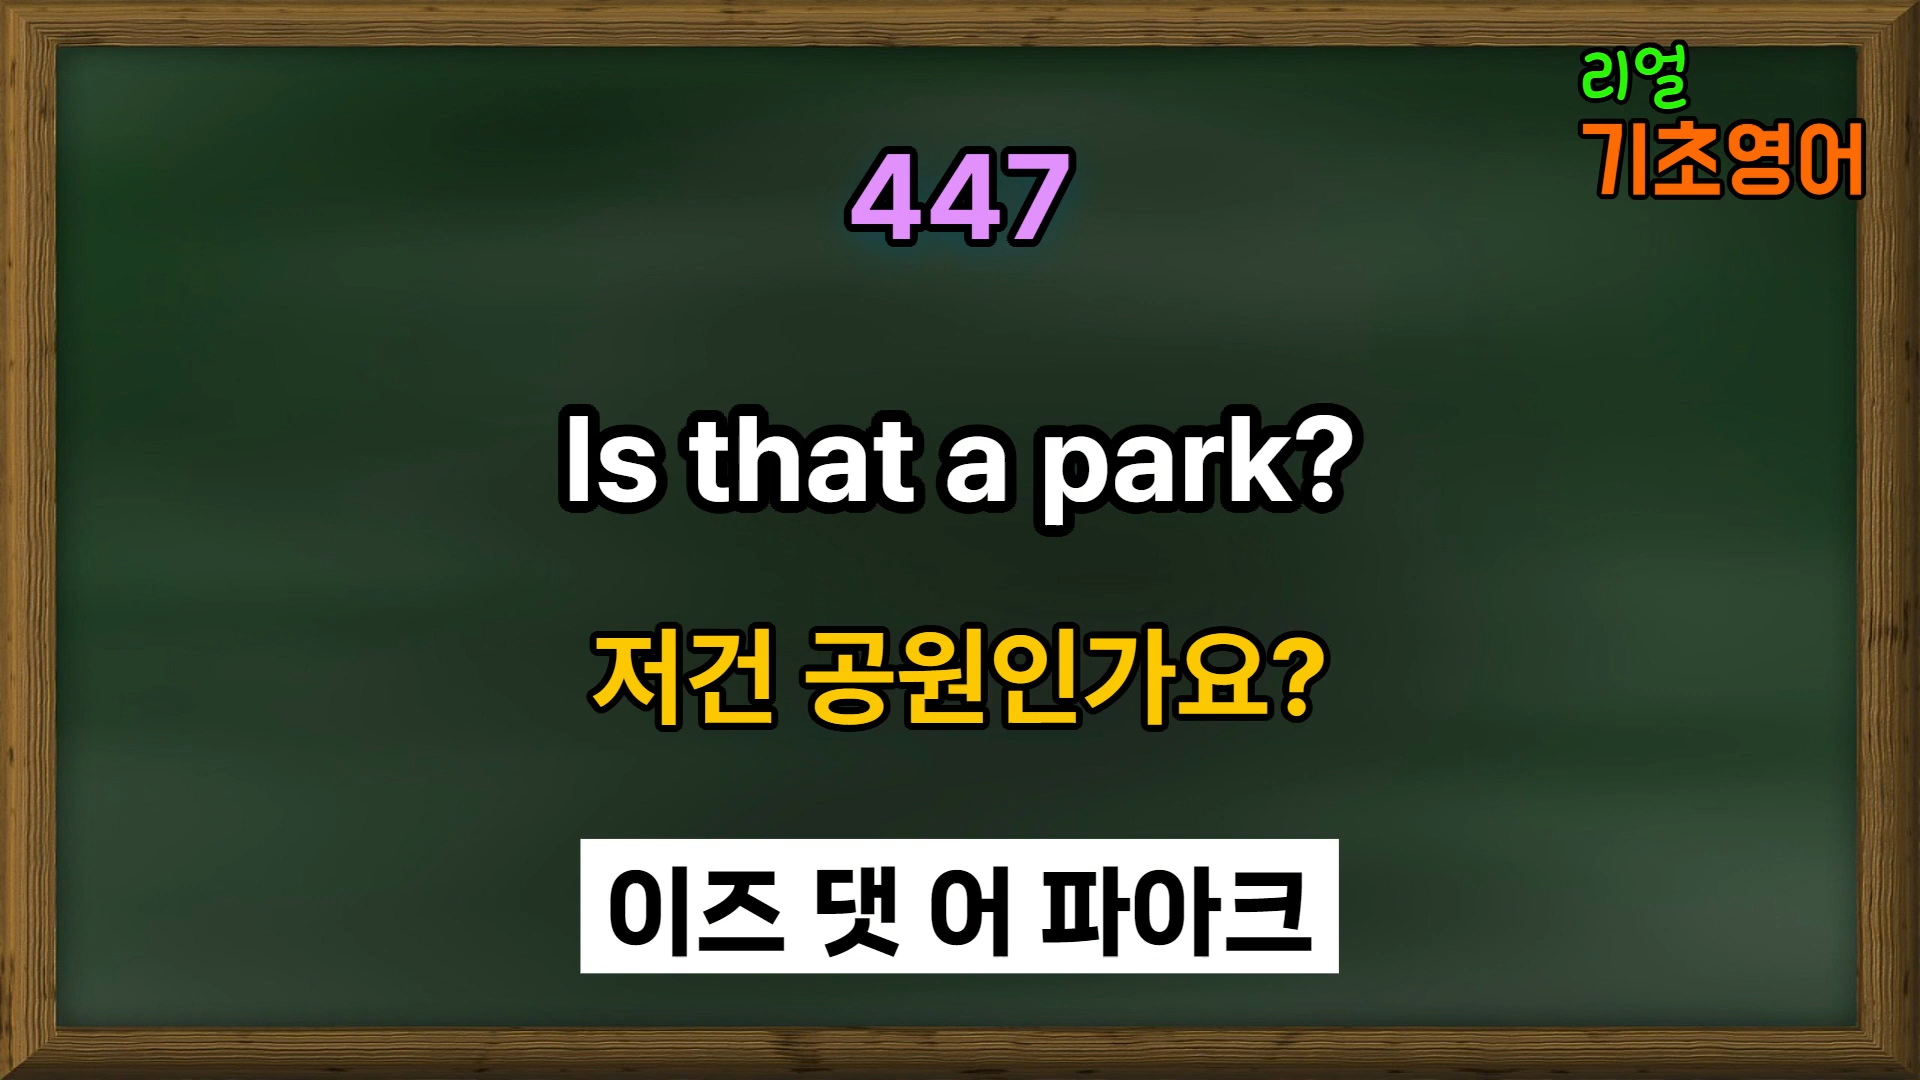 리얼
기초영어
447
Is that a park?
저건 공원인가요?
이즈 댓 어 파아크